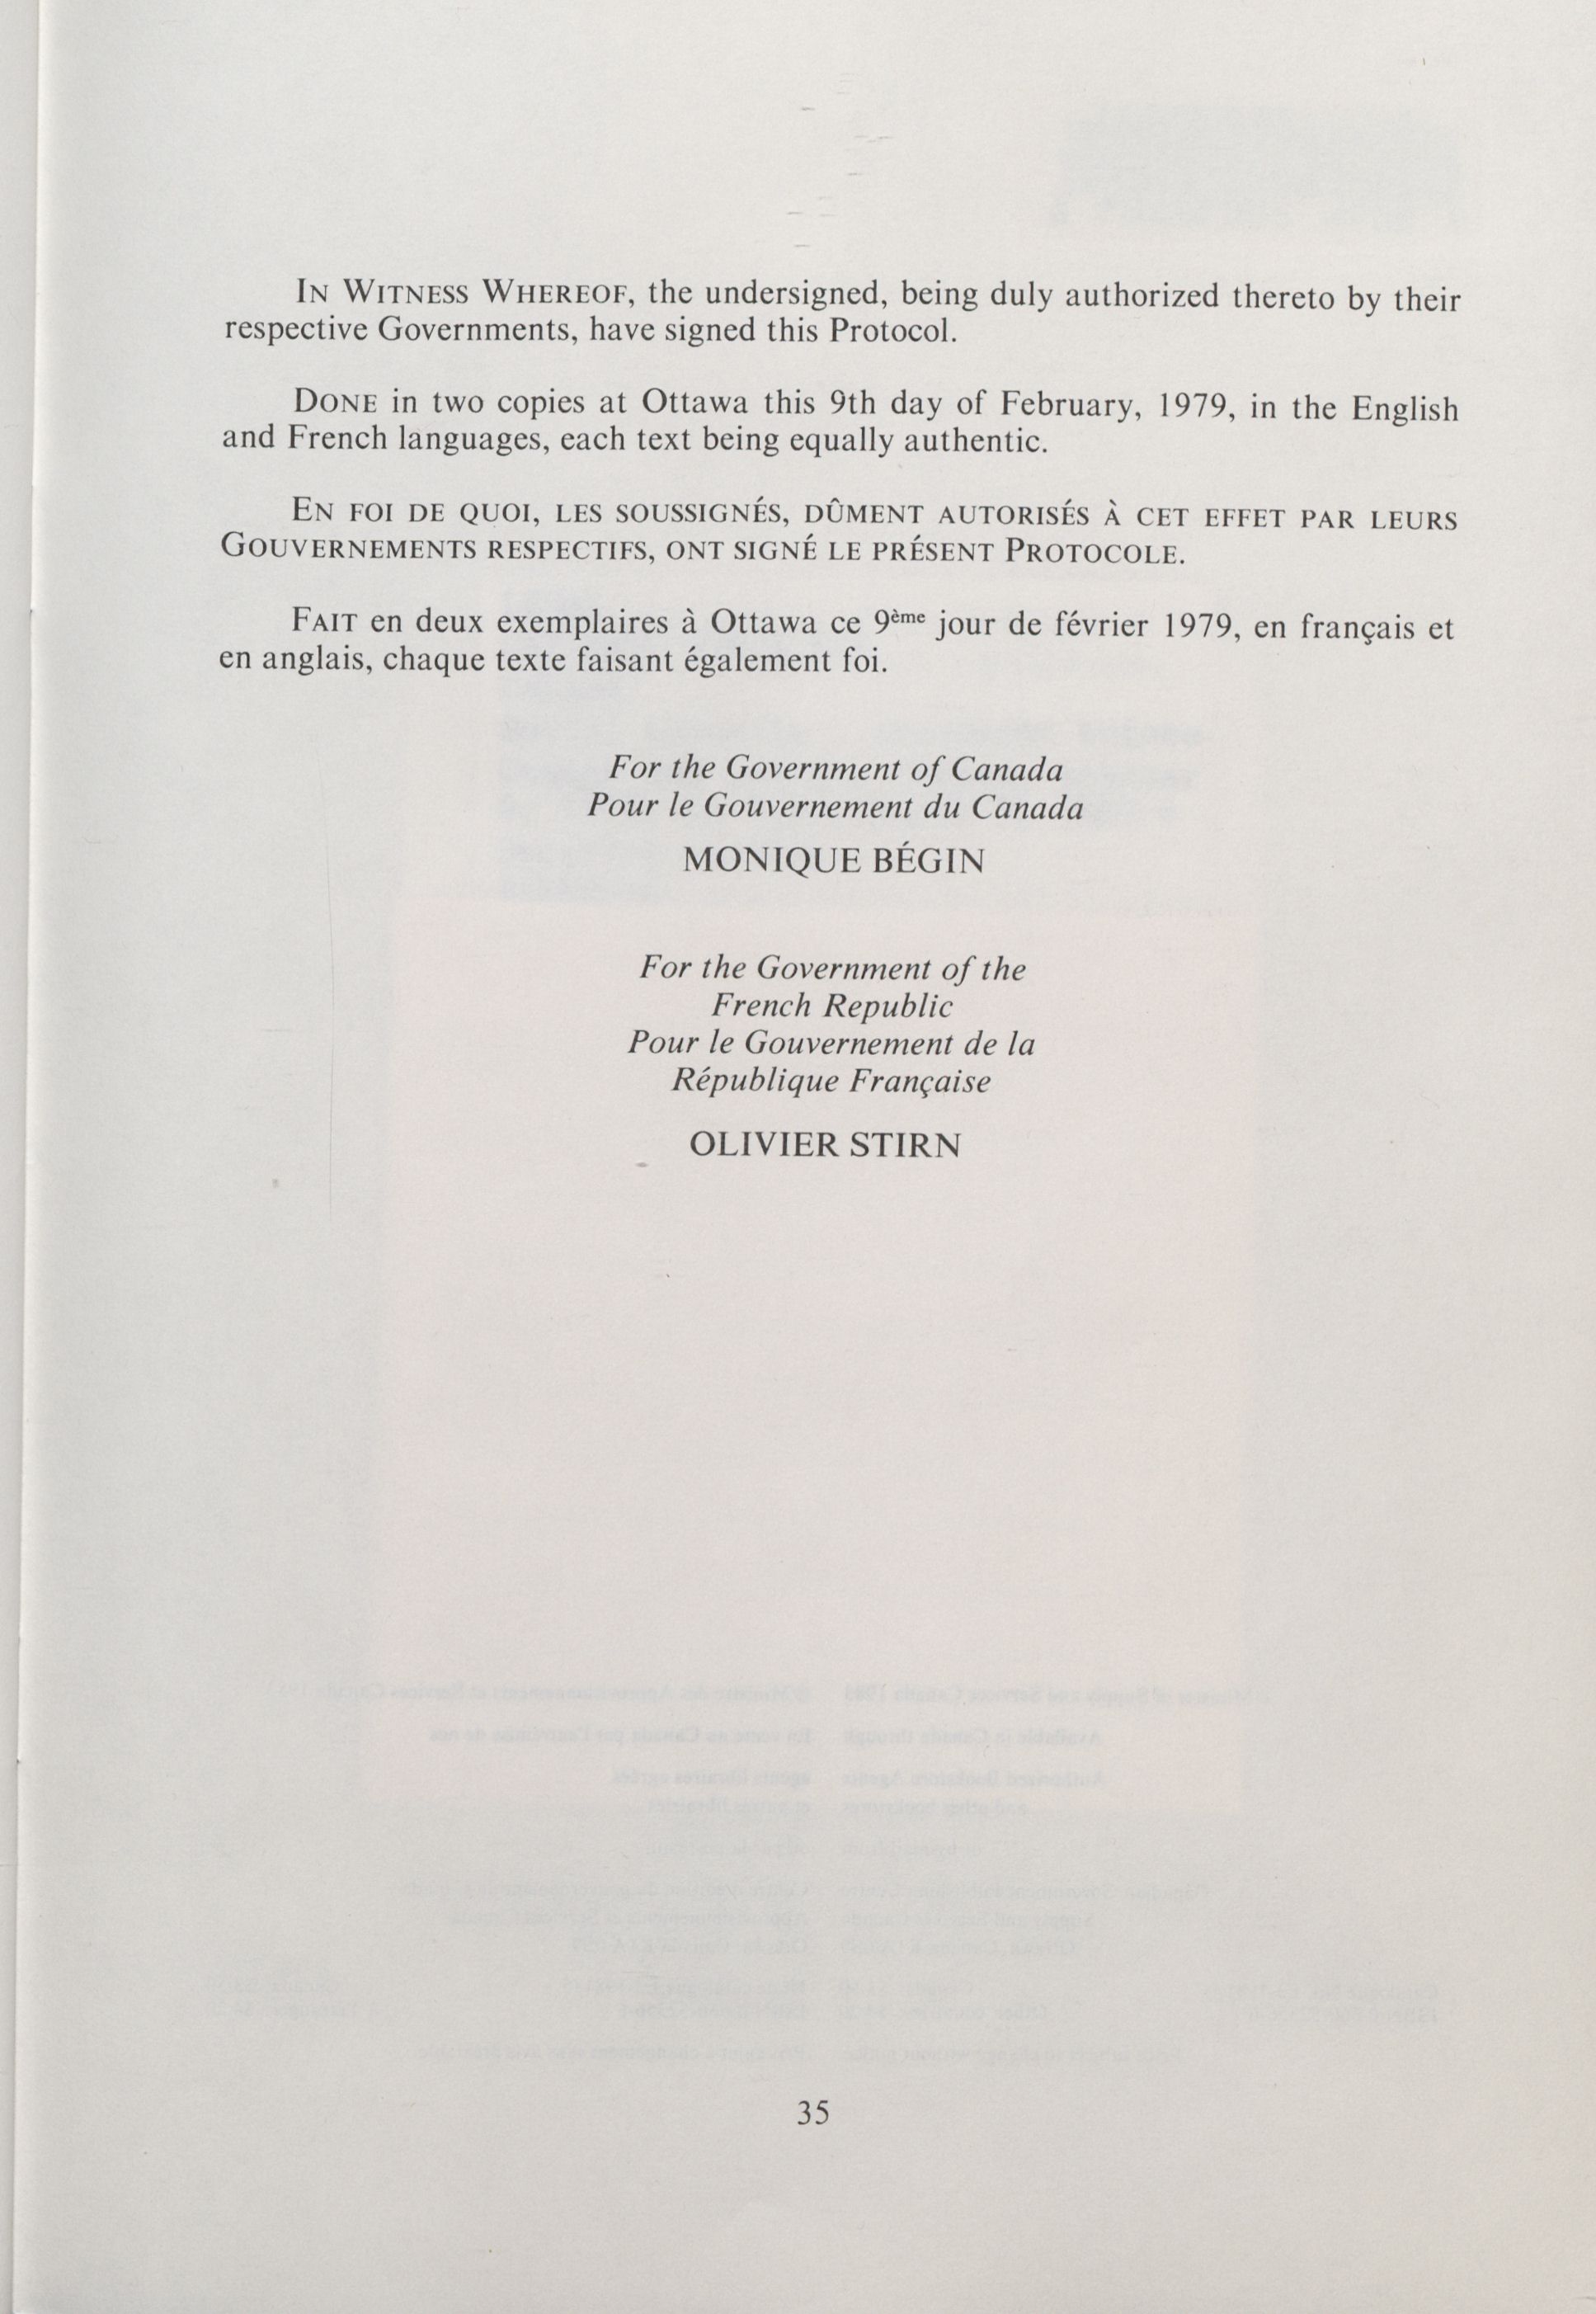 IN WITNESS WHEREOF, the undersigned, being duly authorized thereto by their
respective Governments, have signed this Protocol.
DONE in two copies at Ottawa this 9th day of February, 1979, in the English
and French languages, each text being equally authentic.
EN FOI DE QUOI, LES SOUSSIGNÉS, DÛMENT AUTORISÉS À CET EFFET PAR LEURS
GOUVERNEMENTS RESPECTIFS, ONT SIGNÉ LE PRÉSENT PROTOCOLE.
FAIT en deux exemplaires à Ottawa ce 9ème jour de février 1979, en français et
en anglais, chaque texte faisant également foi.
For the Government of Canada
Pour le Gouvernement du Canada
MONIQUE BÉGIN
For the Government of the
French Republic
Pour le Gouvernement de la
République Française
OLIVIER STIRN
35